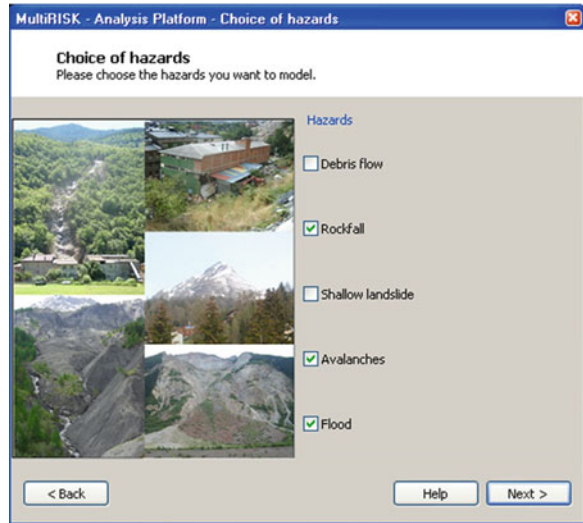 MultiRISK - Analysis Platform - Choice of hazards
Choice of hazards
Please choose the hazards you want to model.
Hazards
Debris flow
Rockfall
Shallow landslide
Avalanches
Flood
< Back
Help
Next >